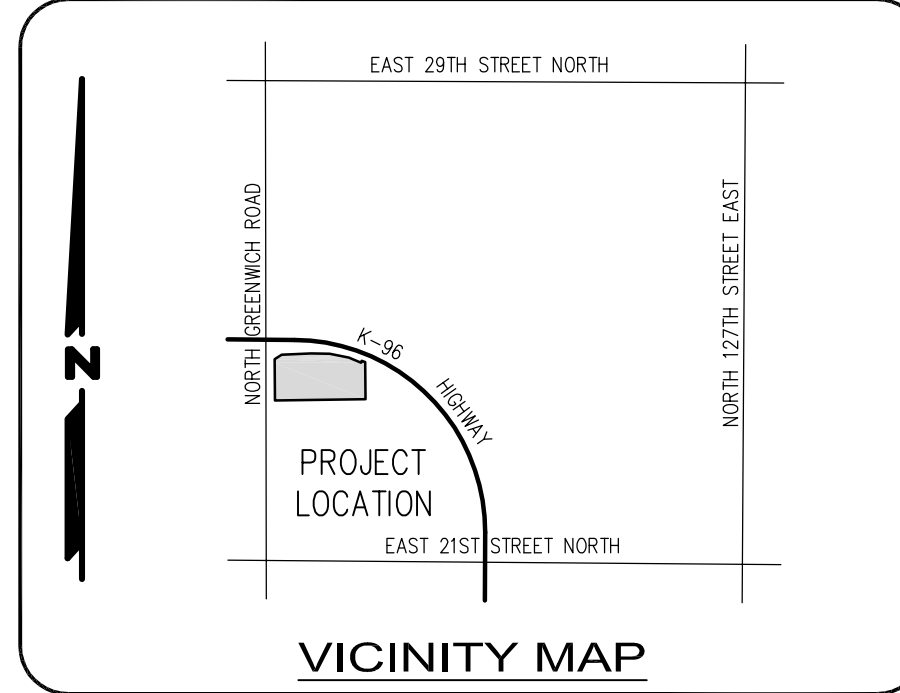 EAST 29TH STREET NORTH
NORTH GREENWICH ROAD
NORTH 127TH STREET EAST
K-96
HIGHWAY
N
PROJECT
LOCATION
EAST 21ST STREET NORTH
VICINITY MAP